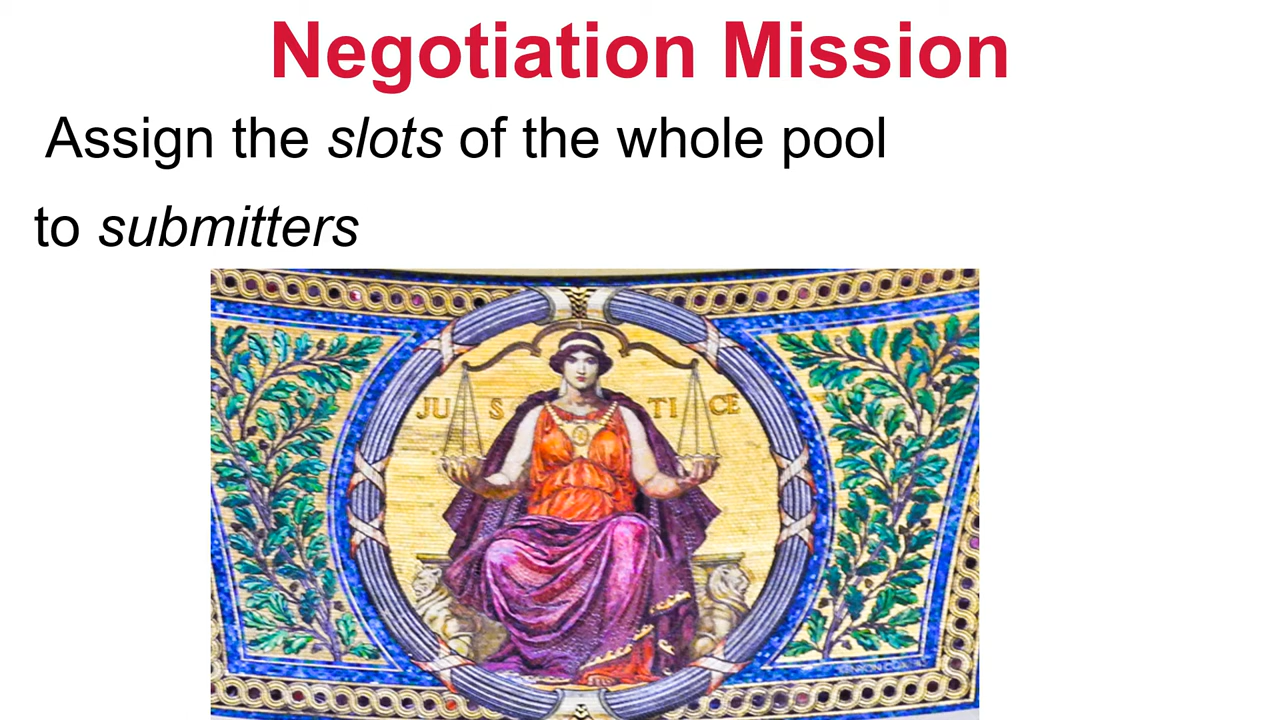 Negotiation Mission
Assign the slots of the whole pool
to submitters
JU S TI CE